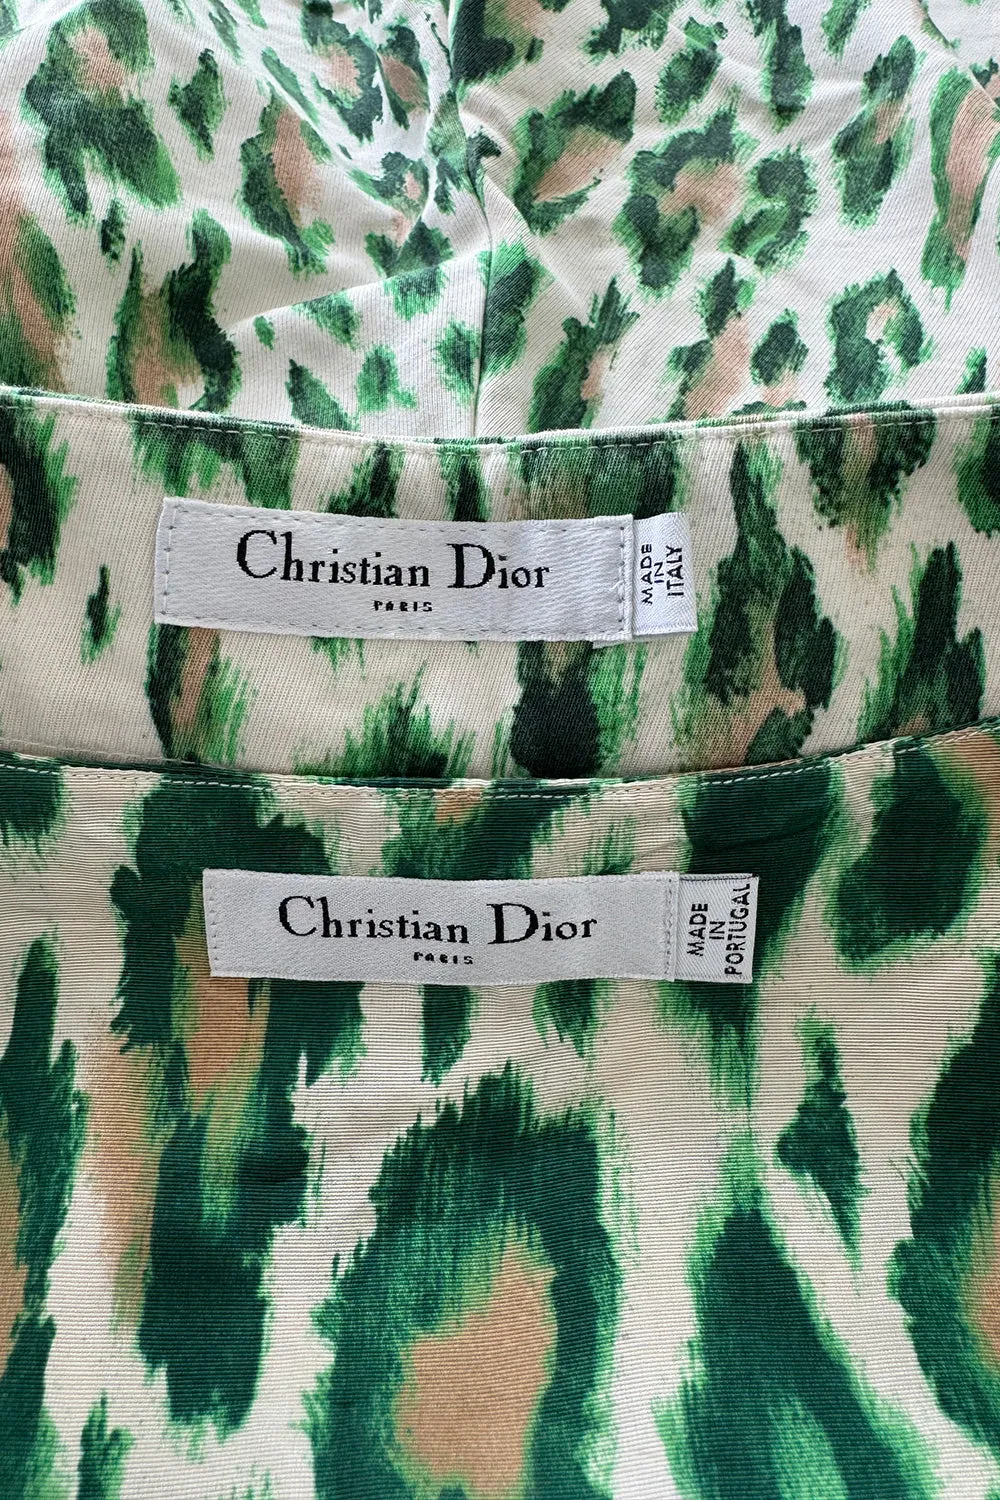 Christian Dior
PARIS
MADE
IN
ITALY
Christian Dior
PARIS
MADE
IN
PORTUGAL